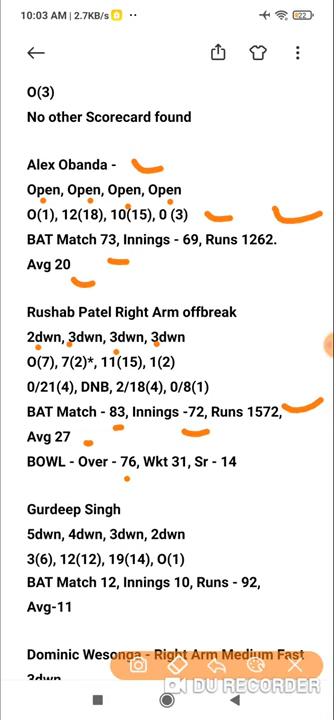 10:03 AM | 2.7KB/s
22
O(3)
No other Scorecard found
Alex Obanda -
Open, Open, Open, Open
O(1), 12(18), 10(15), 0 (3)
BAT Match 73, Innings - 69, Runs 1262.
Avg 20
Rushab Patel Right Arm offbreak
2dwn, 3dwn, 3dwn, 3dwn
O(7), 7(2)*, 11(15), 1(2)
0/21(4), DNB, 2/18(4), 0/8(1)
BAT Match - 83, Innings -72, Runs 1572,
Avg 27
BOWL - Over - 76, Wkt 31, Sr - 14
Gurdeep Singh
5dwn, 4dwn, 3dwn, 2dwn
3(6), 12(12), 19(14), O(1)
BAT Match 12, Innings 10, Runs - 92,
Avg-11
Dominic Wesonga - Right Arm Medium Fast
3dwn
DU RECORDER